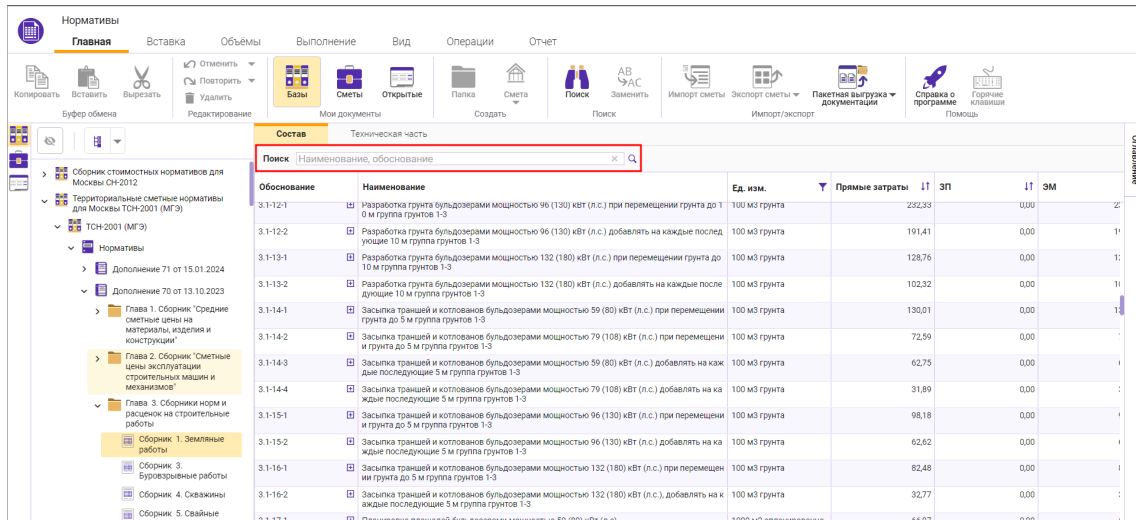 Нормативы
Главная Вставка Объёмы Выполнение Вид Операции Отчет
Копировать Вставить Вырезать
Буфер обмена
Отменить
Повторить
Удалить
Редактирование
Базы Сметы Открытые
Мои документы
Папка Смета
Создать
Поиск Заменить
AB
AC
Поиск
Импорт сметы Экспорт сметы Пакетная выгрузка
документации
Импорт/экспорт
Справка о
программе
Горячие
клавиши
Помощь
Оглавление
Сборник стоимостных нормативов для
Москвы СН-2012
Территориальные сметные нормативы
для Москвы ТСН-2001 (МГЭ)
ТСН-2001 (МГЭ)
Нормативы
Дополнение 71 от 15.01.2024
Дополнение 70 от 13.10.2023
Глава 1. Сборник "Средние
сметные цены на
материалы, изделия и
конструкции"
Глава 2. Сборник "Сметные
цены эксплуатации
строительных машин и
механизмов"
Глава 3. Сборники норм и
расценок на строительные
работы
Сборник 1. Земляные
работы
Сборник 3.
Буровзрывные работы
Сборник 4. Скважины
Сборник 5. Свайные
Состав Техническая часть
Поиск Наименование, обоснование
Обоснование Наименование Ед. изм. Прямые затраты ЗП ЭМ
3.1-12-1 Разработка грунта бульдозерами мощностью 96 (130) кВт (л.с.) при перемещении грунта до 1 100 м3 грунта 232,33 0,00
0 м группа грунтов 1-3
3.1-12-2 Разработка грунта бульдозерами мощностью 96 (130) кВт (л.с.) добавлять на каждые послед 100 м3 грунта 191,41 0,00
ующие 10 м группа грунтов 1-3
3.1-13-1 Разработка грунта бульдозерами мощностью 132 (180) кВт (л.с.) при перемещении грунта до 100 м3 грунта 128,76 0,00
10 м группа грунтов 1-3
3.1-13-2 Разработка грунта бульдозерами мощностью 132 (180) кВт (л.с.) добавлять на каждые после 100 м3 грунта 102,32 0,00
дующие 10 м группа грунтов 1-3
3.1-14-1 Засыпка траншей и котлованов бульдозерами мощностью 59 (80) кВт (л.с.) при перемещении 100 м3 грунта 130,01 0,00
грунта до 5 м группа грунтов 1-3
3.1-14-2 Засыпка траншей и котлованов бульдозерами мощностью 79 (108) кВт (л.с.) при перемещени 100 м3 грунта 72,59 0,00
и грунта до 5 м группа грунтов 1-3
3.1-14-3 Засыпка траншей и котлованов бульдозерами мощностью 59 (80) кВт (л.с.) добавлять на каж 100 м3 грунта 62,75 0,00
дые последующие 5 м группа грунтов 1-3
3.1-14-4 Засыпка траншей и котлованов бульдозерами мощностью 79 (108) кВт (л.с.) добавлять на ка 100 м3 грунта 31,89 0,00
ждые последующие 5 м группа грунтов 1-3
3.1-15-1 Засыпка траншей и котлованов бульдозерами мощностью 96 (130) кВт (л.с.) при перемещени 100 м3 грунта 98,18 0,00
и грунта до 5 м группа грунтов 1-3
3.1-15-2 Засыпка траншей и котлованов бульдозерами мощностью 96 (130) кВт (л.с.) добавлять на ка 100 м3 грунта 62,62 0,00
ждые последующие 5 м группа грунтов 1-3
3.1-16-1 Засыпка траншей и котлованов бульдозерами мощностью 132 (180) кВт (л.с.) при перемещен 100 м3 грунта 82,48 0,00
ии грунта до 5 м группа грунтов 1-3
3.1-16-2 Засыпка траншей и котлованов бульдозерами мощностью 132 (180) кВт (л.с.), добавлять на к 100 м3 грунта 32,77 0,00
аждые последующие 5 м группа грунтов 1-3